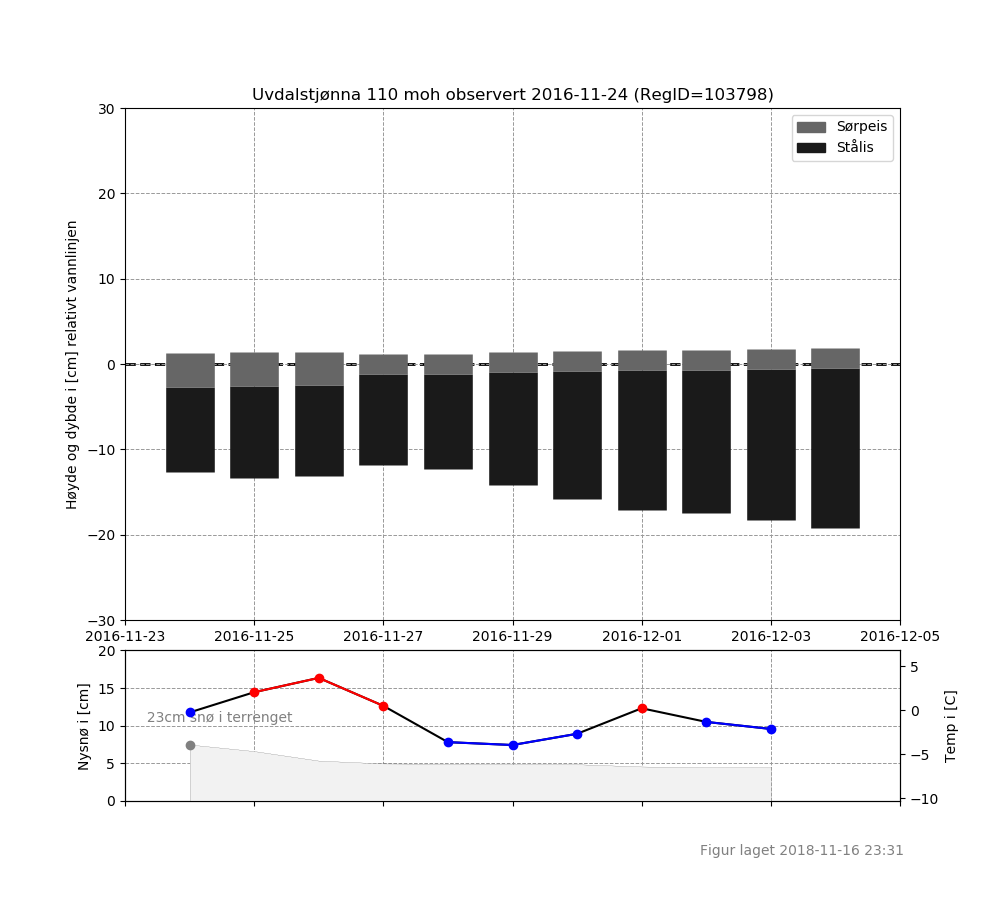 Uvdalstjønna 110 moh observert 2016-11-24 (RegID=103798)
Sørpeis
Stålis
Høyde og dybde i [cm] relativt vannlinjen
30
20
10
0
−10
−20
−30
2016-11-23 2016-11-25 2016-11-27 2016-11-29 2016-12-01 2016-12-03 2016-12-05
Nysnø i [cm]
20
15
10
5
0
23cm snø i terrenget
5
0
−5
−10
Temp i [C]
Figur laget 2018-11-16 23:31